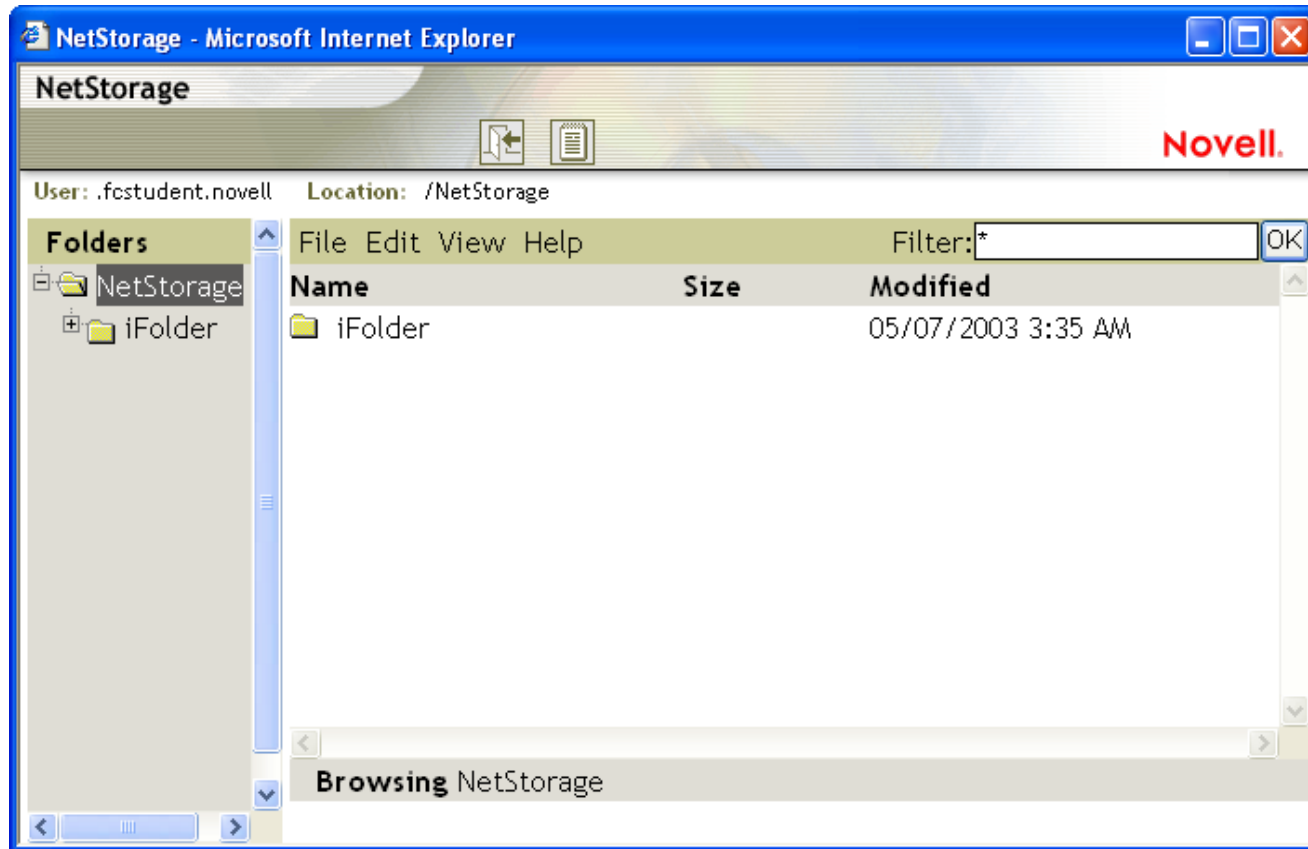 NetStorage - Microsoft Internet Explorer
NetStorage
Novell.
User: .fcstudent.novell Location: /NetStorage
Folders File Edit View Help Filter:* OK
NetStorage Name Size Modified
iFolder iFolder 05/07/2003 3:35 AM
Browsing NetStorage